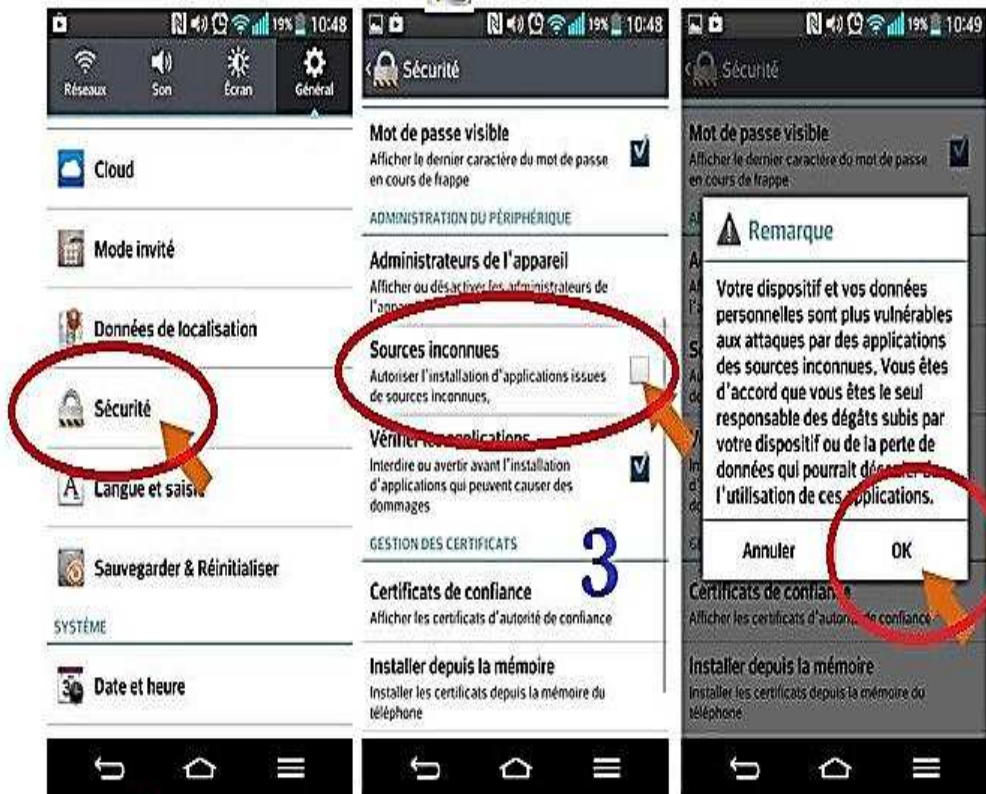 19% 10:48
Réseaux Son Écran Général
Cloud
Mode invité
Données de localisation
Sécurité
A Langue et saisie
Sauvegarder & Réinitialiser
SYSTÈME
Date et heure
19% 10:48
Sécurité
Mot de passe visible
Afficher le dernier caractère du mot de passe
en cours de frappe
ADMINISTRATION DU PÉRIPHÉRIQUE
Administrateurs de l'appareil
Afficher ou désactiver les administrateurs de
Sources inconnues
Autoriser l'installation d'applications issues
de sources inconnues.
Vérifier les applications
Interdire ou avertir avant l'installation
d'applications qui peuvent causer des
dommages
3
GESTION DES CERTIFICATS
Certificats de confiance
Afficher les certificats d'autorité de confiance
Installer depuis la mémoire
Installer les certificats depuis la mémoire du
téléphone
19% 10:49
Sécurité
Mot de passe visible
Afficher le dernier caractère du mot de passe
en cours de frappe
Remarque
Votre dispositif et vos données
personnelles sont plus vulnérables
aux attaques par des applications
des sources inconnues. Vous êtes
d'accord que vous êtes le seul
responsable des dégâts subis par
votre dispositif ou de la perte de
données qui pourrait
l'utilisation de ces applications.
Annuler OK
Certificats de confiance
Afficher les certificats d'autorité de confiance
Installer depuis la mémoire
Installer les certificats depuis la mémoire du
téléphone